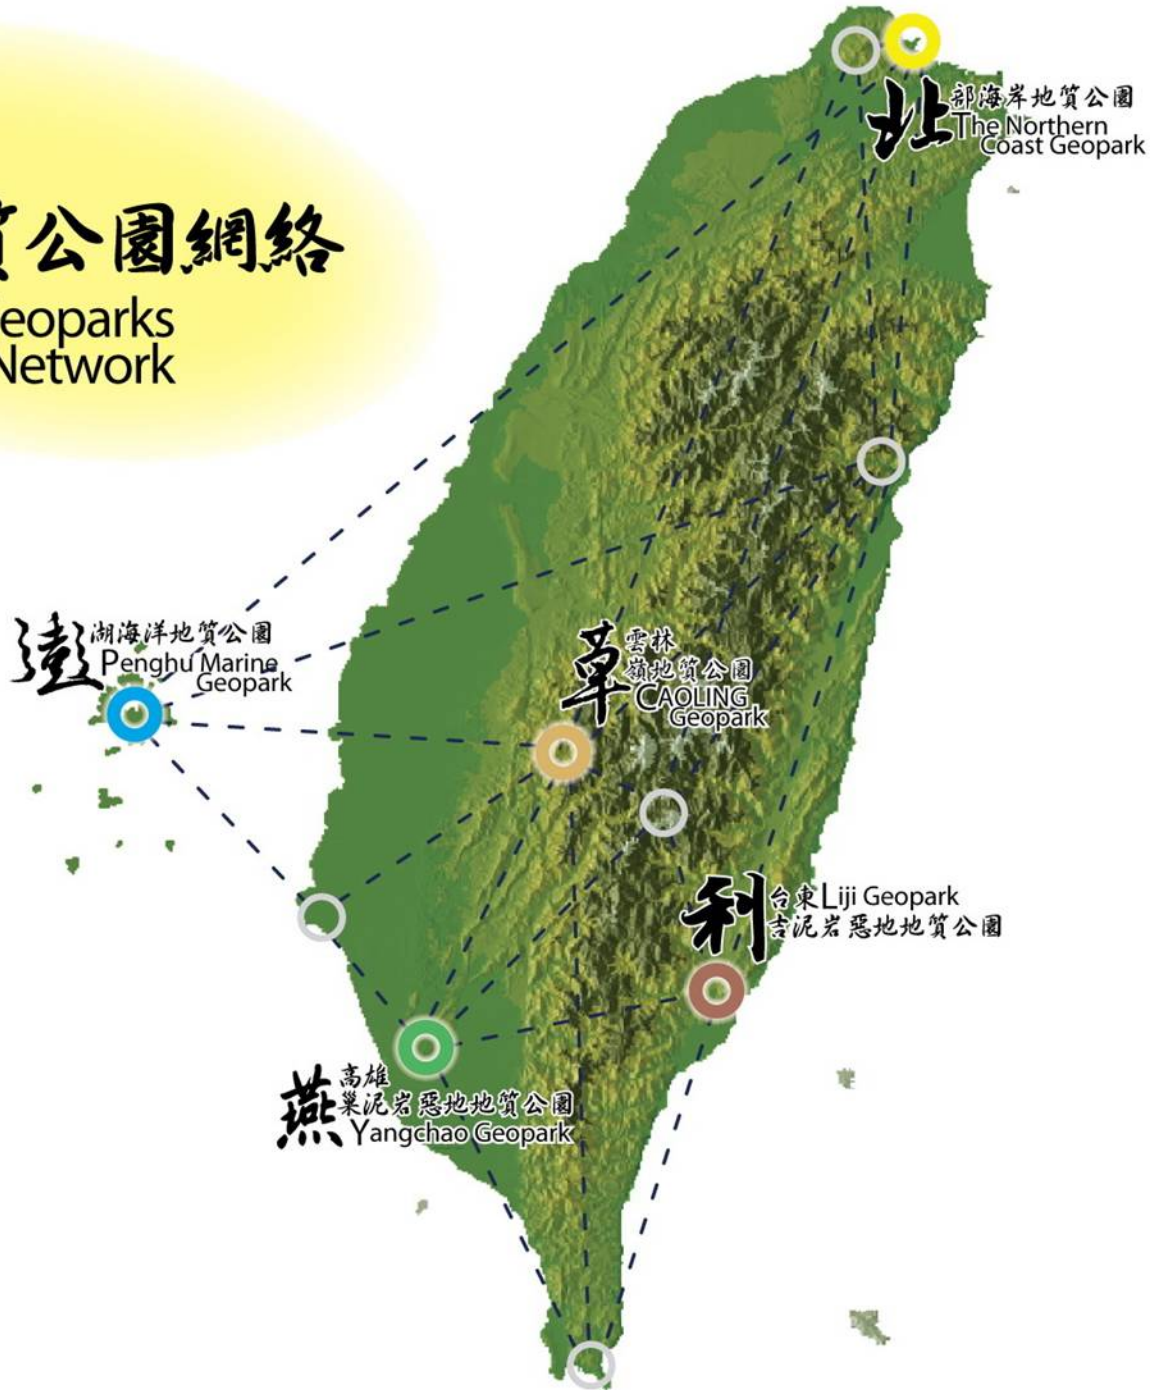 質公園網絡
eoparks
Network
北部海岸地質公園
The Northern
Coast Geopark
澎湖海洋地質公園
Penghu Marine
Geopark
雲林
草嶺地質公園
CAOLING
Geopark
台東Liji Geopark
利吉泥岩惡地地質公園
高雄
燕巢泥岩惡地地質公園
Yangchao Geopark